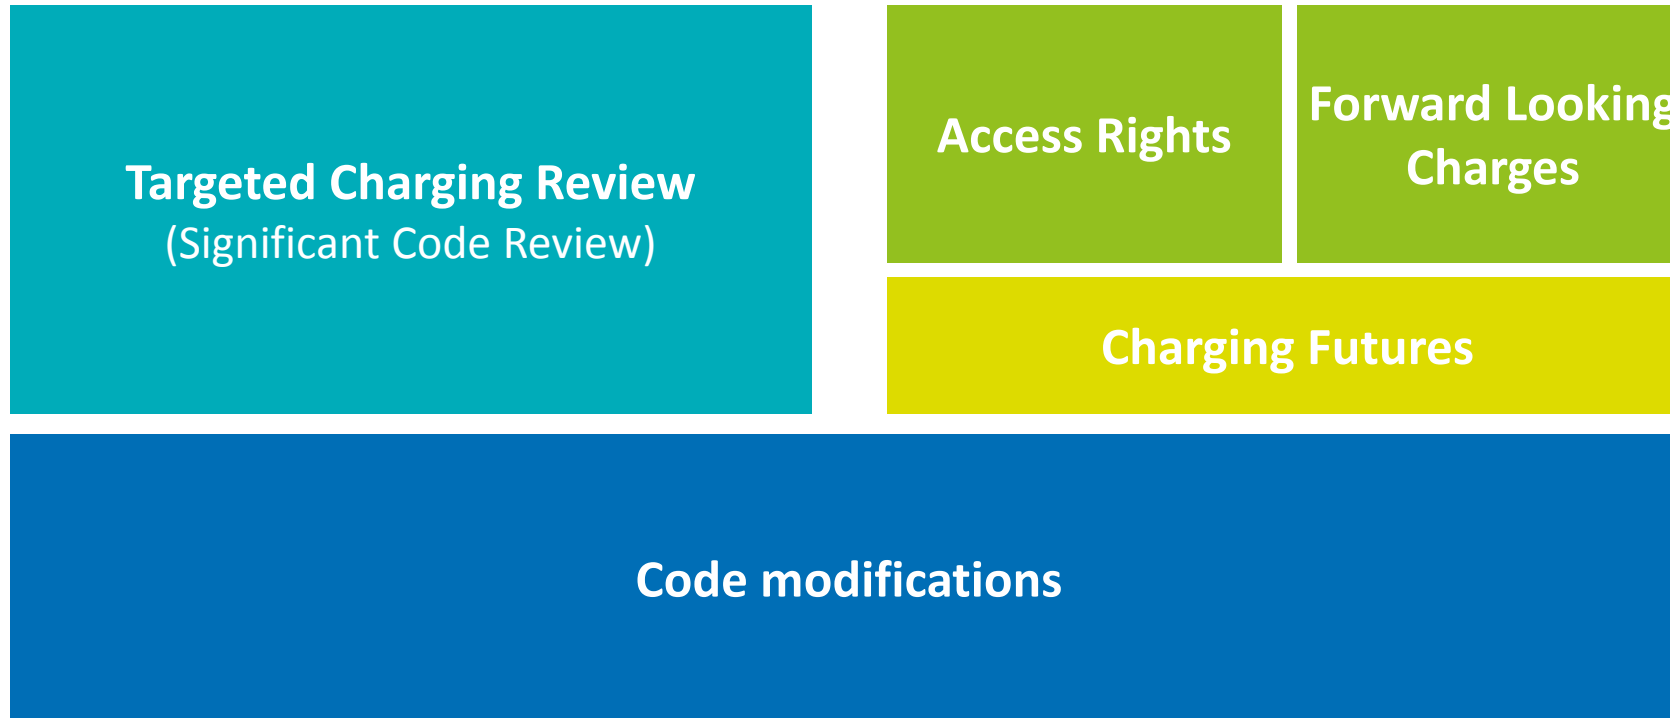 Targeted Charging Review
(Significant Code Review)
Access Rights
Forward Looking
Charges
Charging Futures
Code modifications